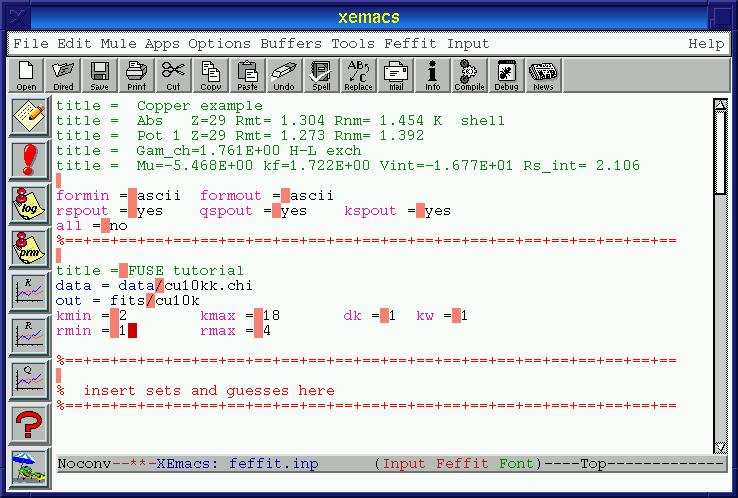 xemacs
File Edit Mule Apps Options Buffers Tools Feffit Input Help
Open Dired Save Print Cut Copy Paste Undo Spell Replace Mail Info Compile Debug News
title =  Copper example
title =  Abs   Z=29 Rmt= 1.304 Rnm= 1.454 K  shell
title =  Pot 1 Z=29 Rmt= 1.273 Rnm= 1.392
title =  Gam_ch=1.761E+00 H-L exch
title =  Mu=-5.468E+00 kf=1.722E+00 Vint=-1.677E+01 Rs_int= 2.106
formin = ascii  formout = ascii
rspout = yes    qspout = yes    kspout = yes
all = no
%==+==+==+==+==+==+==+==+==+==+==+==+==+==+==+==+==+==+==+==+==+==+==
title = FUSE tutorial
data = data/cu10kk.chi
out = fits/cu10k
kmin = 2        kmax = 18       dk = 1  kw = 1
rmin = 1        rmax = 4
%==+==+==+==+==+==+==+==+==+==+==+==+==+==+==+==+==+==+==+==+==+==+==
%  insert sets and guesses here
%==+==+==+==+==+==+==+==+==+==+==+==+==+==+==+==+==+==+==+==+==+==+==
log
prm
K
R
Q
?
Noconv--**-XEmacs: feffit.inp      (Input Feffit Font)----Top-------------